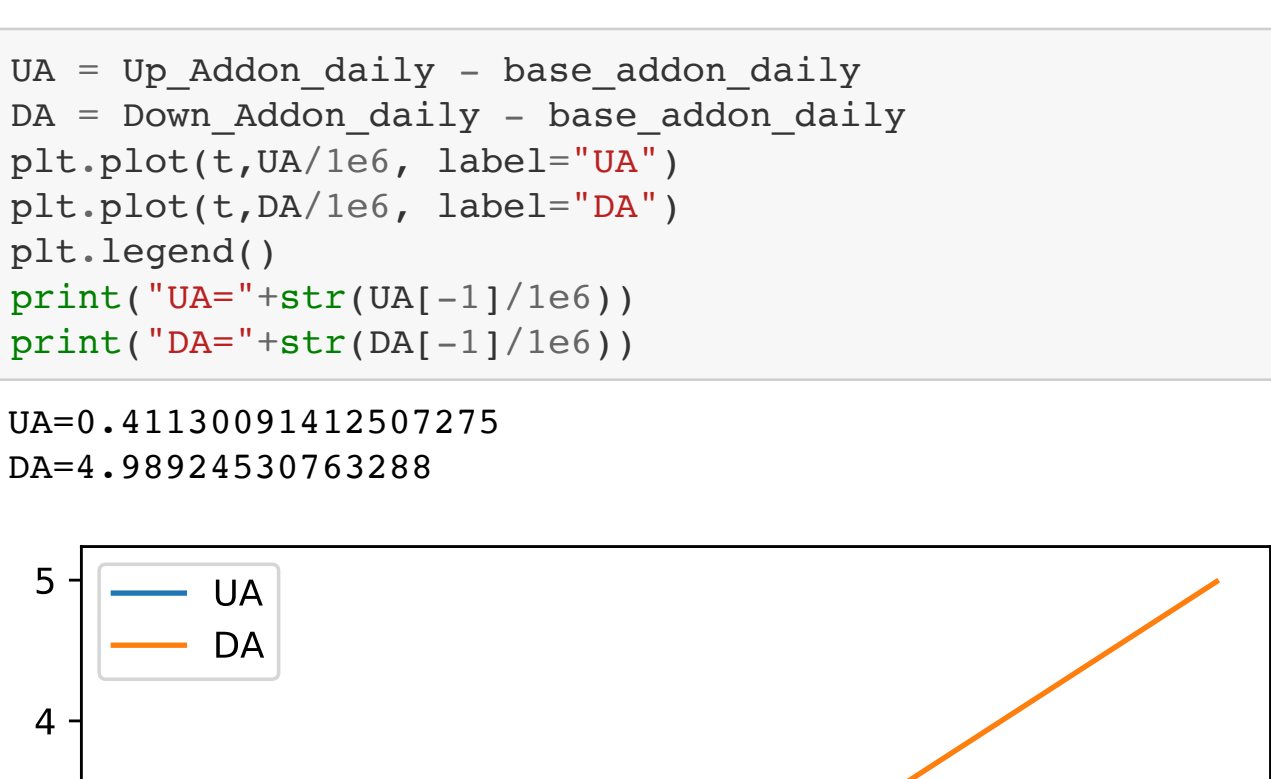 UA = Up_Addon_daily - base_addon_daily
DA = Down_Addon_daily - base_addon_daily
plt.plot(t,UA/1e6, label="UA")
plt.plot(t,DA/1e6, label="DA")
plt.legend()
print("UA="+str(UA[-1]/1e6))
print("DA="+str(DA[-1]/1e6))
UA=0.41130091412507275
DA=4.98924530763288
5
UA
DA
4